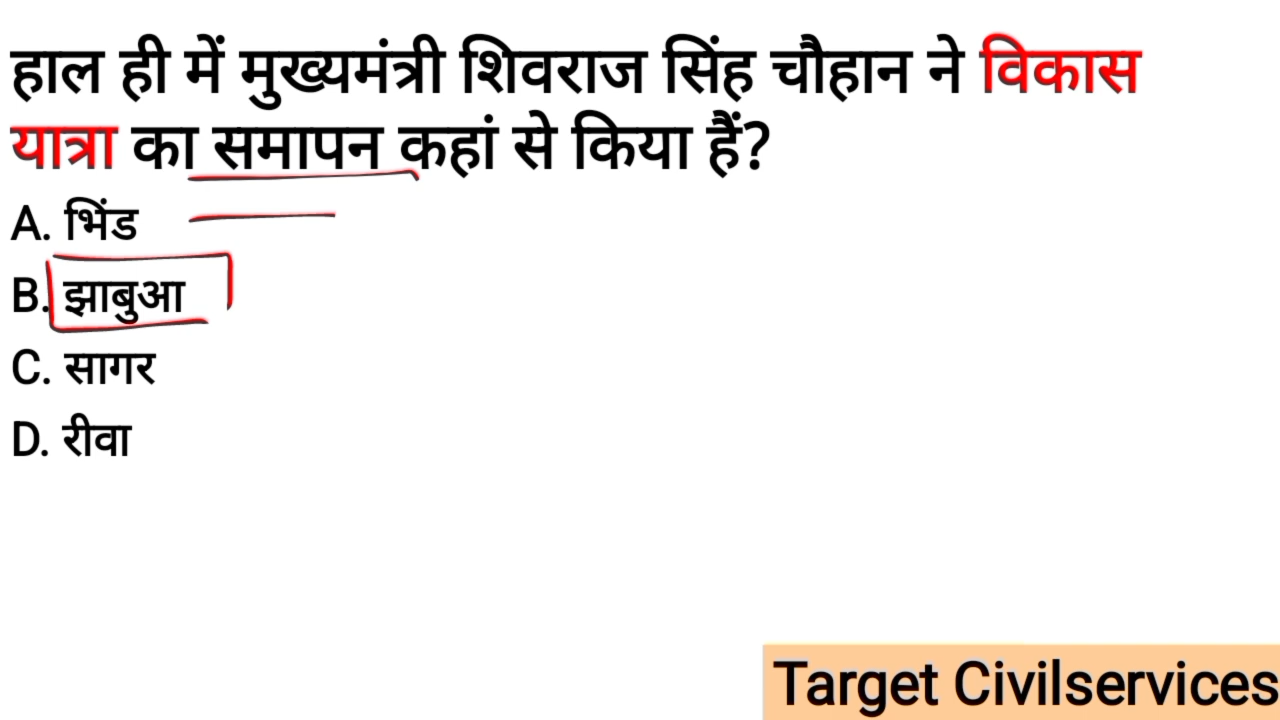 हाल ही में मुख्यमंत्री शिवराज सिंह चौहान ने विकास
यात्रा का समापन कहां से किया हैं?
A. भिंड
B. झाबुआ
C. सागर
D. रीवा
Target Civilservices